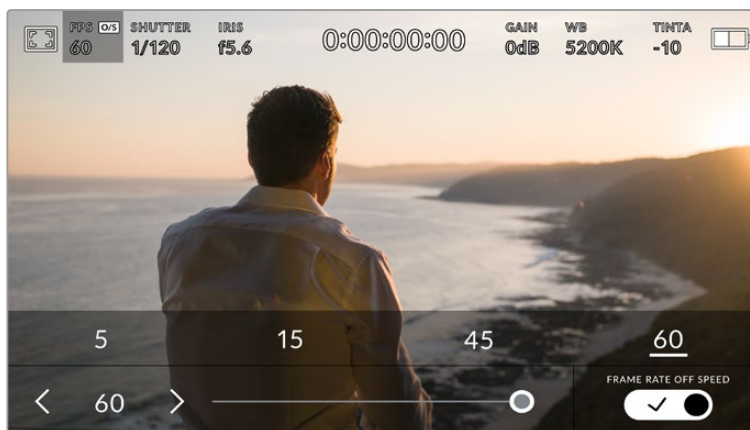 FPS O/S SHUTTER IRIS GAIN WB TINTA
60 1/120 f5.6 0:00:00:00 0dB 5200K -10
5 15 45 60
FRAME RATE OFF SPEED
60